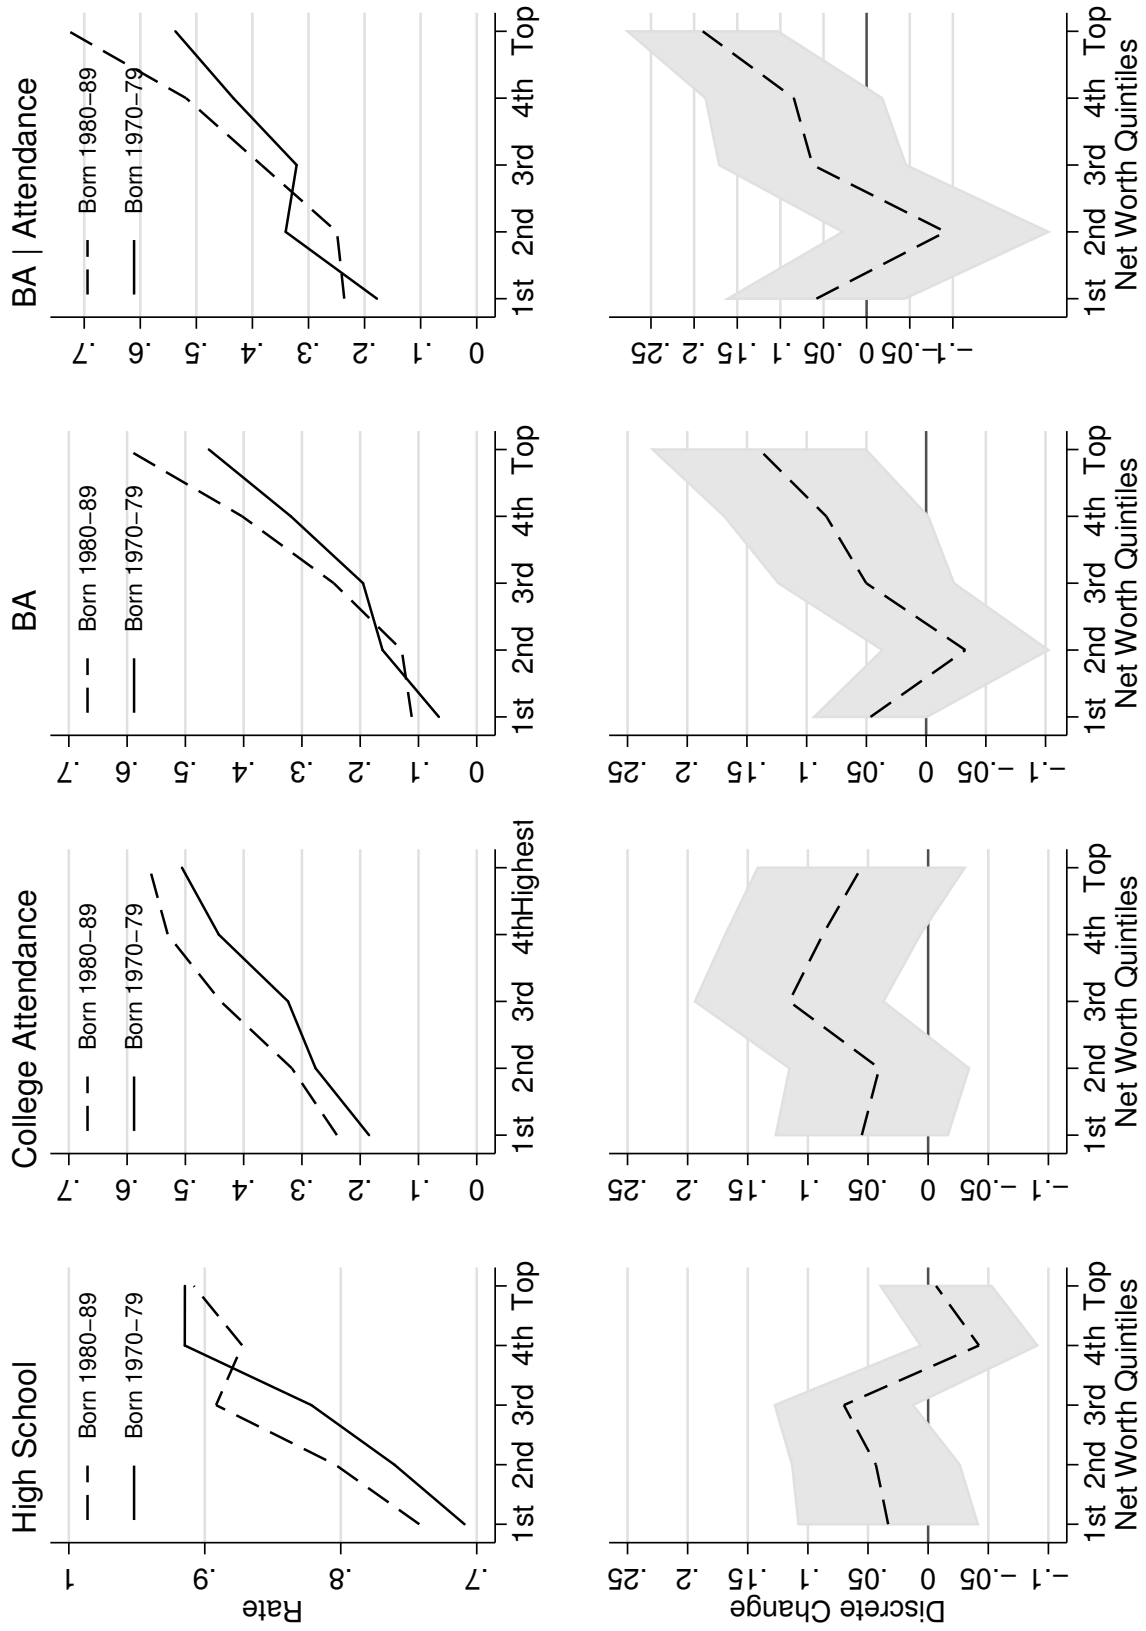 High School
Rate
1
.9
.8
.7
Born 1980−89
Born 1970−79
1st 2nd 3rd 4th Top
College Attendance
.7
.6
.5
.4
.3
.2
.1
0
Born 1980−89
Born 1970−79
1st 2nd 3rd 4thHighest
BA
.7
.6
.5
.4
.3
.2
.1
0
Born 1980−89
Born 1970−79
1st 2nd 3rd 4th Top
BA | Attendance
.7
.6
.5
.4
.3
.2
.1
0
Born 1980−89
Born 1970−79
1st 2nd 3rd 4th Top
Discrete Change
.25
.2
.15
.1
.05
0
−.05
−.1
1st 2nd 3rd 4th Top
Net Worth Quintiles
.25
.2
.15
.1
.05
0
−.05
−.1
1st 2nd 3rd 4th Top
Net Worth Quintiles
.25
.2
.15
.1
.05
0
−.05
−.1
1st 2nd 3rd 4th Top
Net Worth Quintiles
.25
.2
.15
.1
.05
0
−.05
−.1
1st 2nd 3rd 4th Top
Net Worth Quintiles